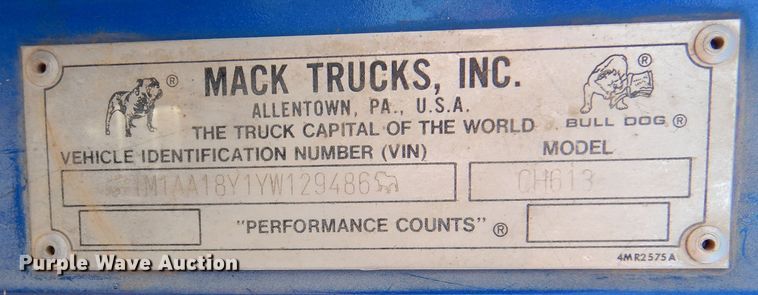 MACK TRUCKS, INC.
ALLENTOWN, PA., U.S.A.
THE TRUCK CAPITAL OF THE WORLD
BULL DOG ®
VEHICLE IDENTIFICATION NUMBER (VIN)
MODEL
1M1AA18Y1YW129486
CH613
"PERFORMANCE COUNTS" ®
4MR2575A
Purple Wave Auction